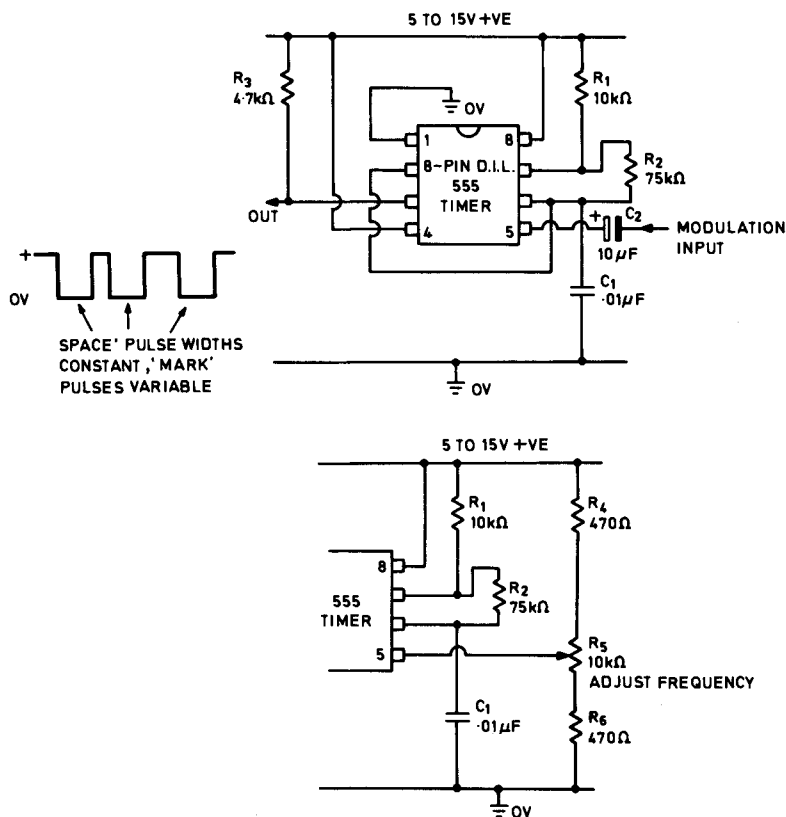 5 TO 15V +VE
R3
4·7kΩ
R1
10kΩ
0V
1
8
8-PIN D.I.L.
555
TIMER
R2
75kΩ
OUT
4
5
+
C2
10µF
MODULATION
INPUT
C1
·01µF
+
0V
SPACE' PULSE WIDTHS
CONSTANT, 'MARK'
PULSES VARIABLE
0V
5 TO 15V +VE
R1
10kΩ
R4
470Ω
8
555
TIMER
R2
75kΩ
5
R5
10kΩ
ADJUST FREQUENCY
C1
·01µF
R6
470Ω
0V